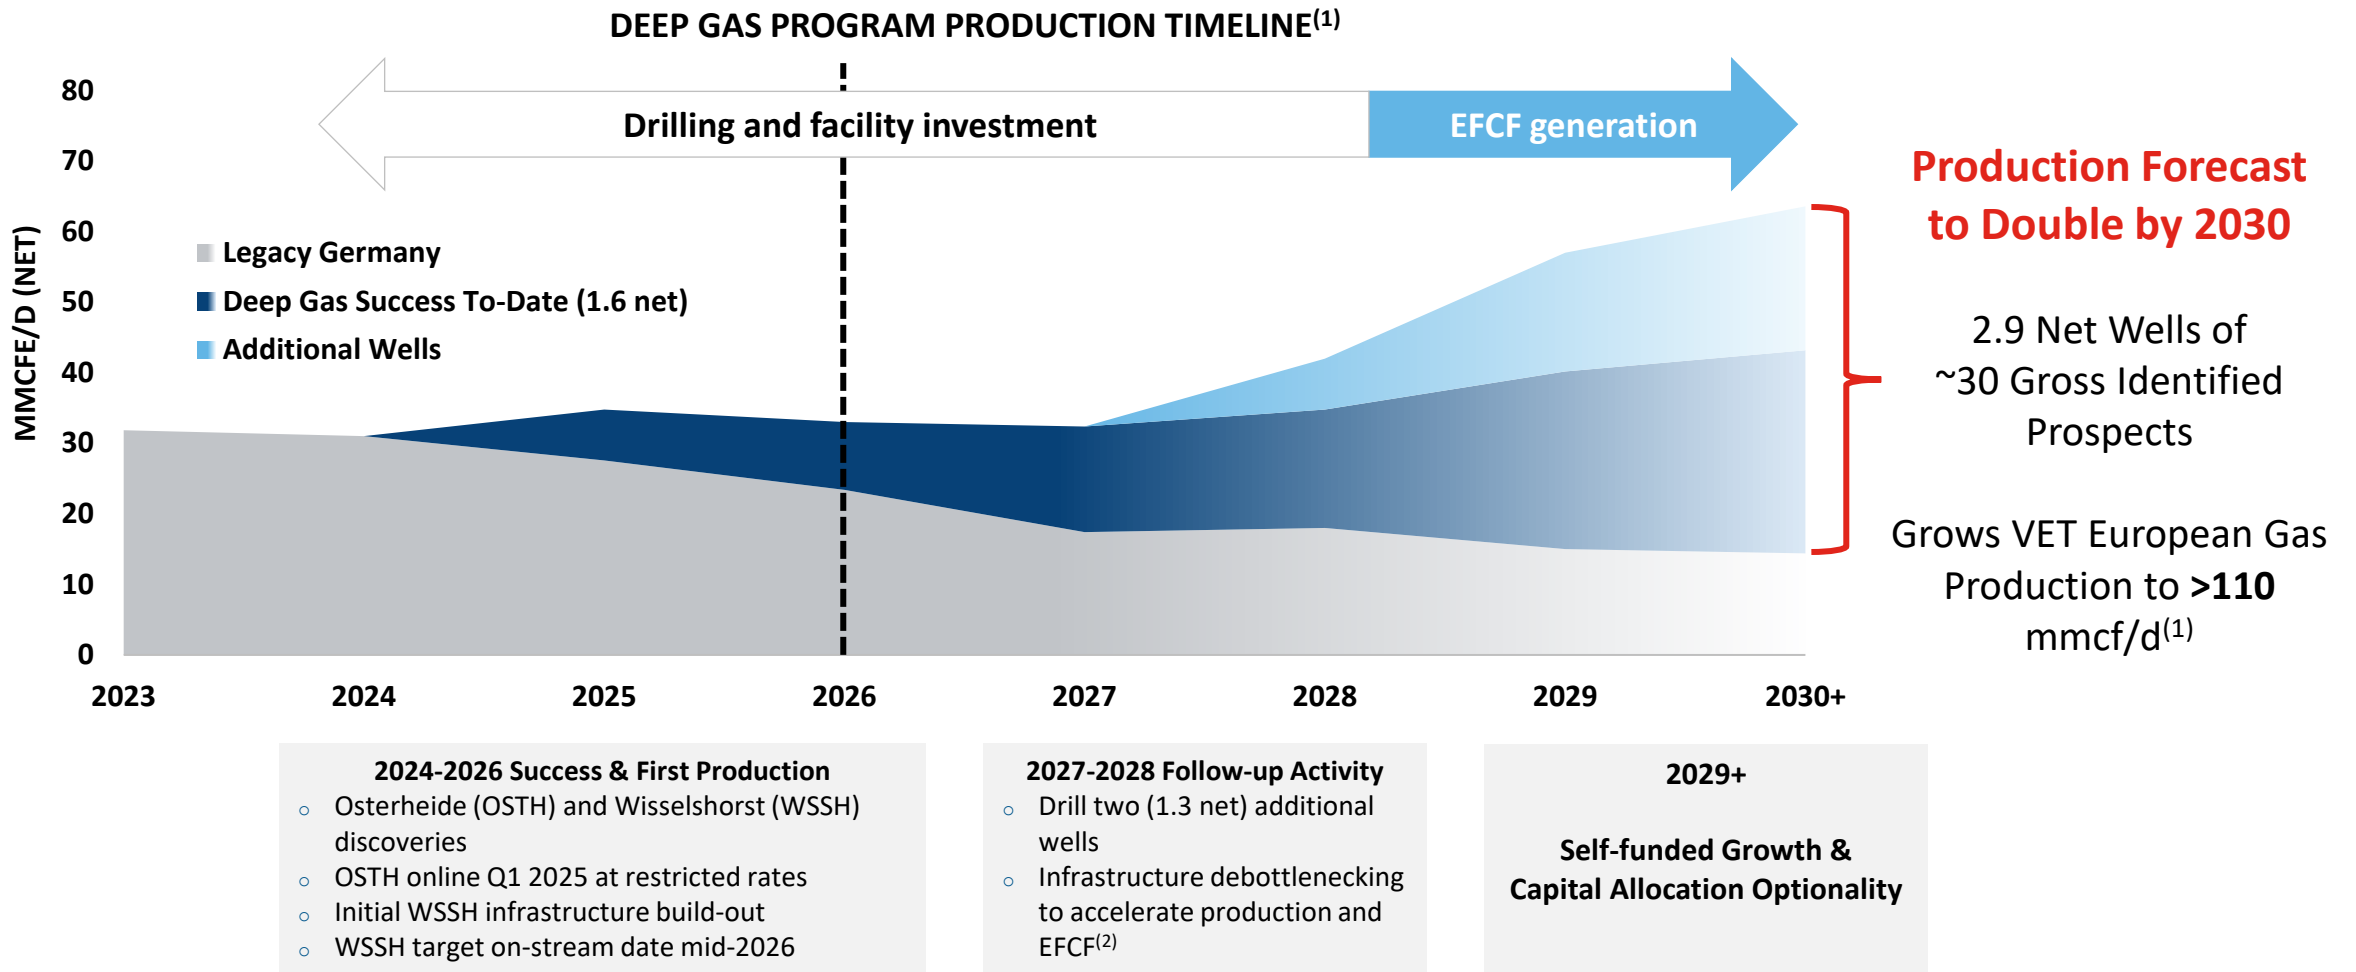 DEEP GAS PROGRAM PRODUCTION TIMELINE(1)
80
70
60
50
40
30
20
10
0
MMCFE/D (NET)
Drilling and facility investment
EFCF generation
Legacy Germany
Deep Gas Success To-Date (1.6 net)
Additional Wells
2023
2024
2025
2026
2027
2028
2029
2030+
Production Forecast
to Double by 2030
2.9 Net Wells of
~30 Gross Identified
Prospects
Grows VET European Gas
Production to >110
mmcf/d(1)
2024-2026 Success & First Production
o Osterheide (OSTH) and Wisselshorst (WSSH)
discoveries
o OSTH online Q1 2025 at restricted rates
o Initial WSSH infrastructure build-out
o WSSH target on-stream date mid-2026
2027-2028 Follow-up Activity
o Drill two (1.3 net) additional
wells
o Infrastructure debottlenecking
to accelerate production and
EFCF(2)
2029+
Self-funded Growth &
Capital Allocation Optionality